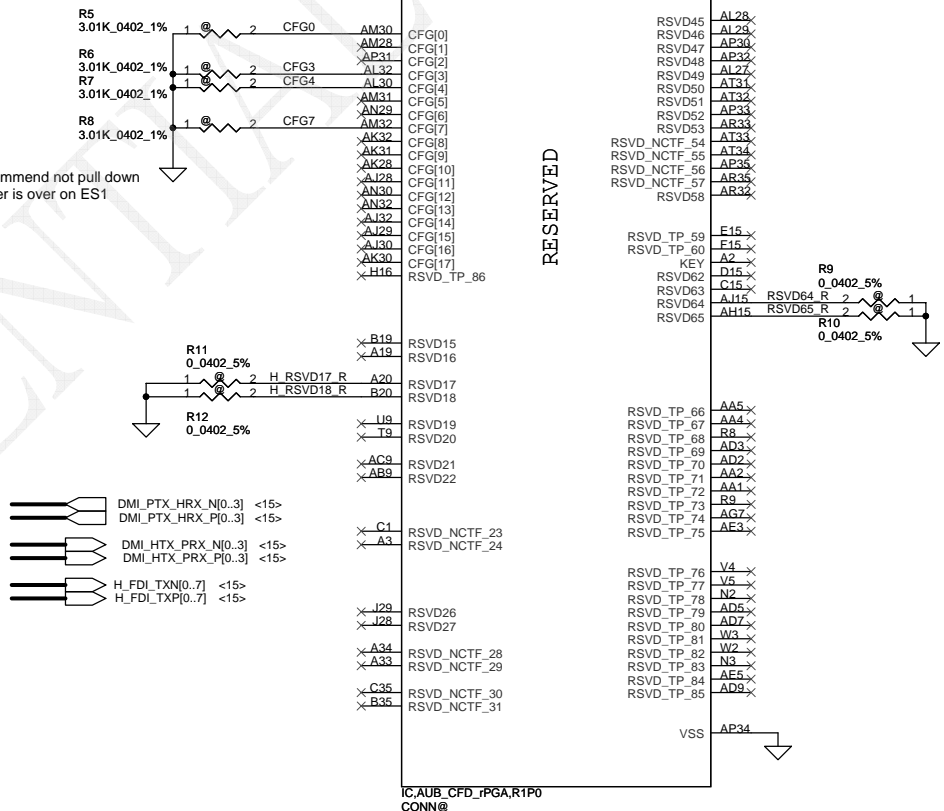 R5
3.01K_0402_1%
1 @ 2 CFG0 AM30 CFG[0]
AM28 CFG[1]
AP31 CFG[2]
R6
3.01K_0402_1%
1 @ 2 CFG3 AL32 CFG[3]
R7
3.01K_0402_1%
1 @ 2 CFG4 AL30 CFG[4]
AM31 CFG[5]
AN29 CFG[6]
R8
3.01K_0402_1%
1 @ 2 CFG7 AM32 CFG[7]
AK32 CFG[8]
AK31 CFG[9]
AK28 CFG[10]
AJ28 CFG[11]
AN30 CFG[12]
AN32 CFG[13]
AJ32 CFG[14]
AJ29 CFG[15]
AJ30 CFG[16]
AK30 CFG[17]
H16 RSVD_TP_86
mmend not pull down
er is over on ES1
B19 RSVD15
A19 RSVD16
R11
0_0402_5%
1 @ 2 H_RSVD17_R A20 RSVD17
1 @ 2 H_RSVD18_R B20 RSVD18
R12
0_0402_5%
U9 RSVD19
T9 RSVD20
AC9 RSVD21
AB9 RSVD22
C1 RSVD_NCTF_23
A3 RSVD_NCTF_24
J29 RSVD26
J28 RSVD27
A34 RSVD_NCTF_28
A33 RSVD_NCTF_29
C35 RSVD_NCTF_30
B35 RSVD_NCTF_31
DMI_PTX_HRX_N[0..3] <15>
DMI_PTX_HRX_P[0..3] <15>
DMI_HTX_PRX_N[0..3] <15>
DMI_HTX_PRX_P[0..3] <15>
H_FDI_TXN[0..7] <15>
H_FDI_TXP[0..7] <15>
RESERVED
RSVD45 AL28
RSVD46 AL29
RSVD47 AP30
RSVD48 AP32
RSVD49 AL27
RSVD50 AT31
RSVD51 AT32
RSVD52 AP33
RSVD53 AR33
RSVD_NCTF_54 AT33
RSVD_NCTF_55 AT34
RSVD_NCTF_56 AP35
RSVD_NCTF_57 AR35
RSVD58 AR32
RSVD_TP_59 E15
RSVD_TP_60 F15
KEY A2
RSVD62 D15
RSVD63 C15
R9
0_0402_5%
RSVD64 AJ15 RSVD64_R 2 @ 1
RSVD65 AH15 RSVD65_R 2 @ 1
R10
0_0402_5%
RSVD_TP_66 AA5
RSVD_TP_67 AA4
RSVD_TP_68 R8
RSVD_TP_69 AD3
RSVD_TP_70 AD2
RSVD_TP_71 AA2
RSVD_TP_72 AA1
RSVD_TP_73 R9
RSVD_TP_74 AG7
RSVD_TP_75 AE3
RSVD_TP_76 V4
RSVD_TP_77 V5
RSVD_TP_78 N2
RSVD_TP_79 AD5
RSVD_TP_80 AD7
RSVD_TP_81 W3
RSVD_TP_82 W2
RSVD_TP_83 N3
RSVD_TP_84 AE5
RSVD_TP_85 AD9
VSS AP34
IC,AUB_CFD_rPGA,R1P0
CONN@